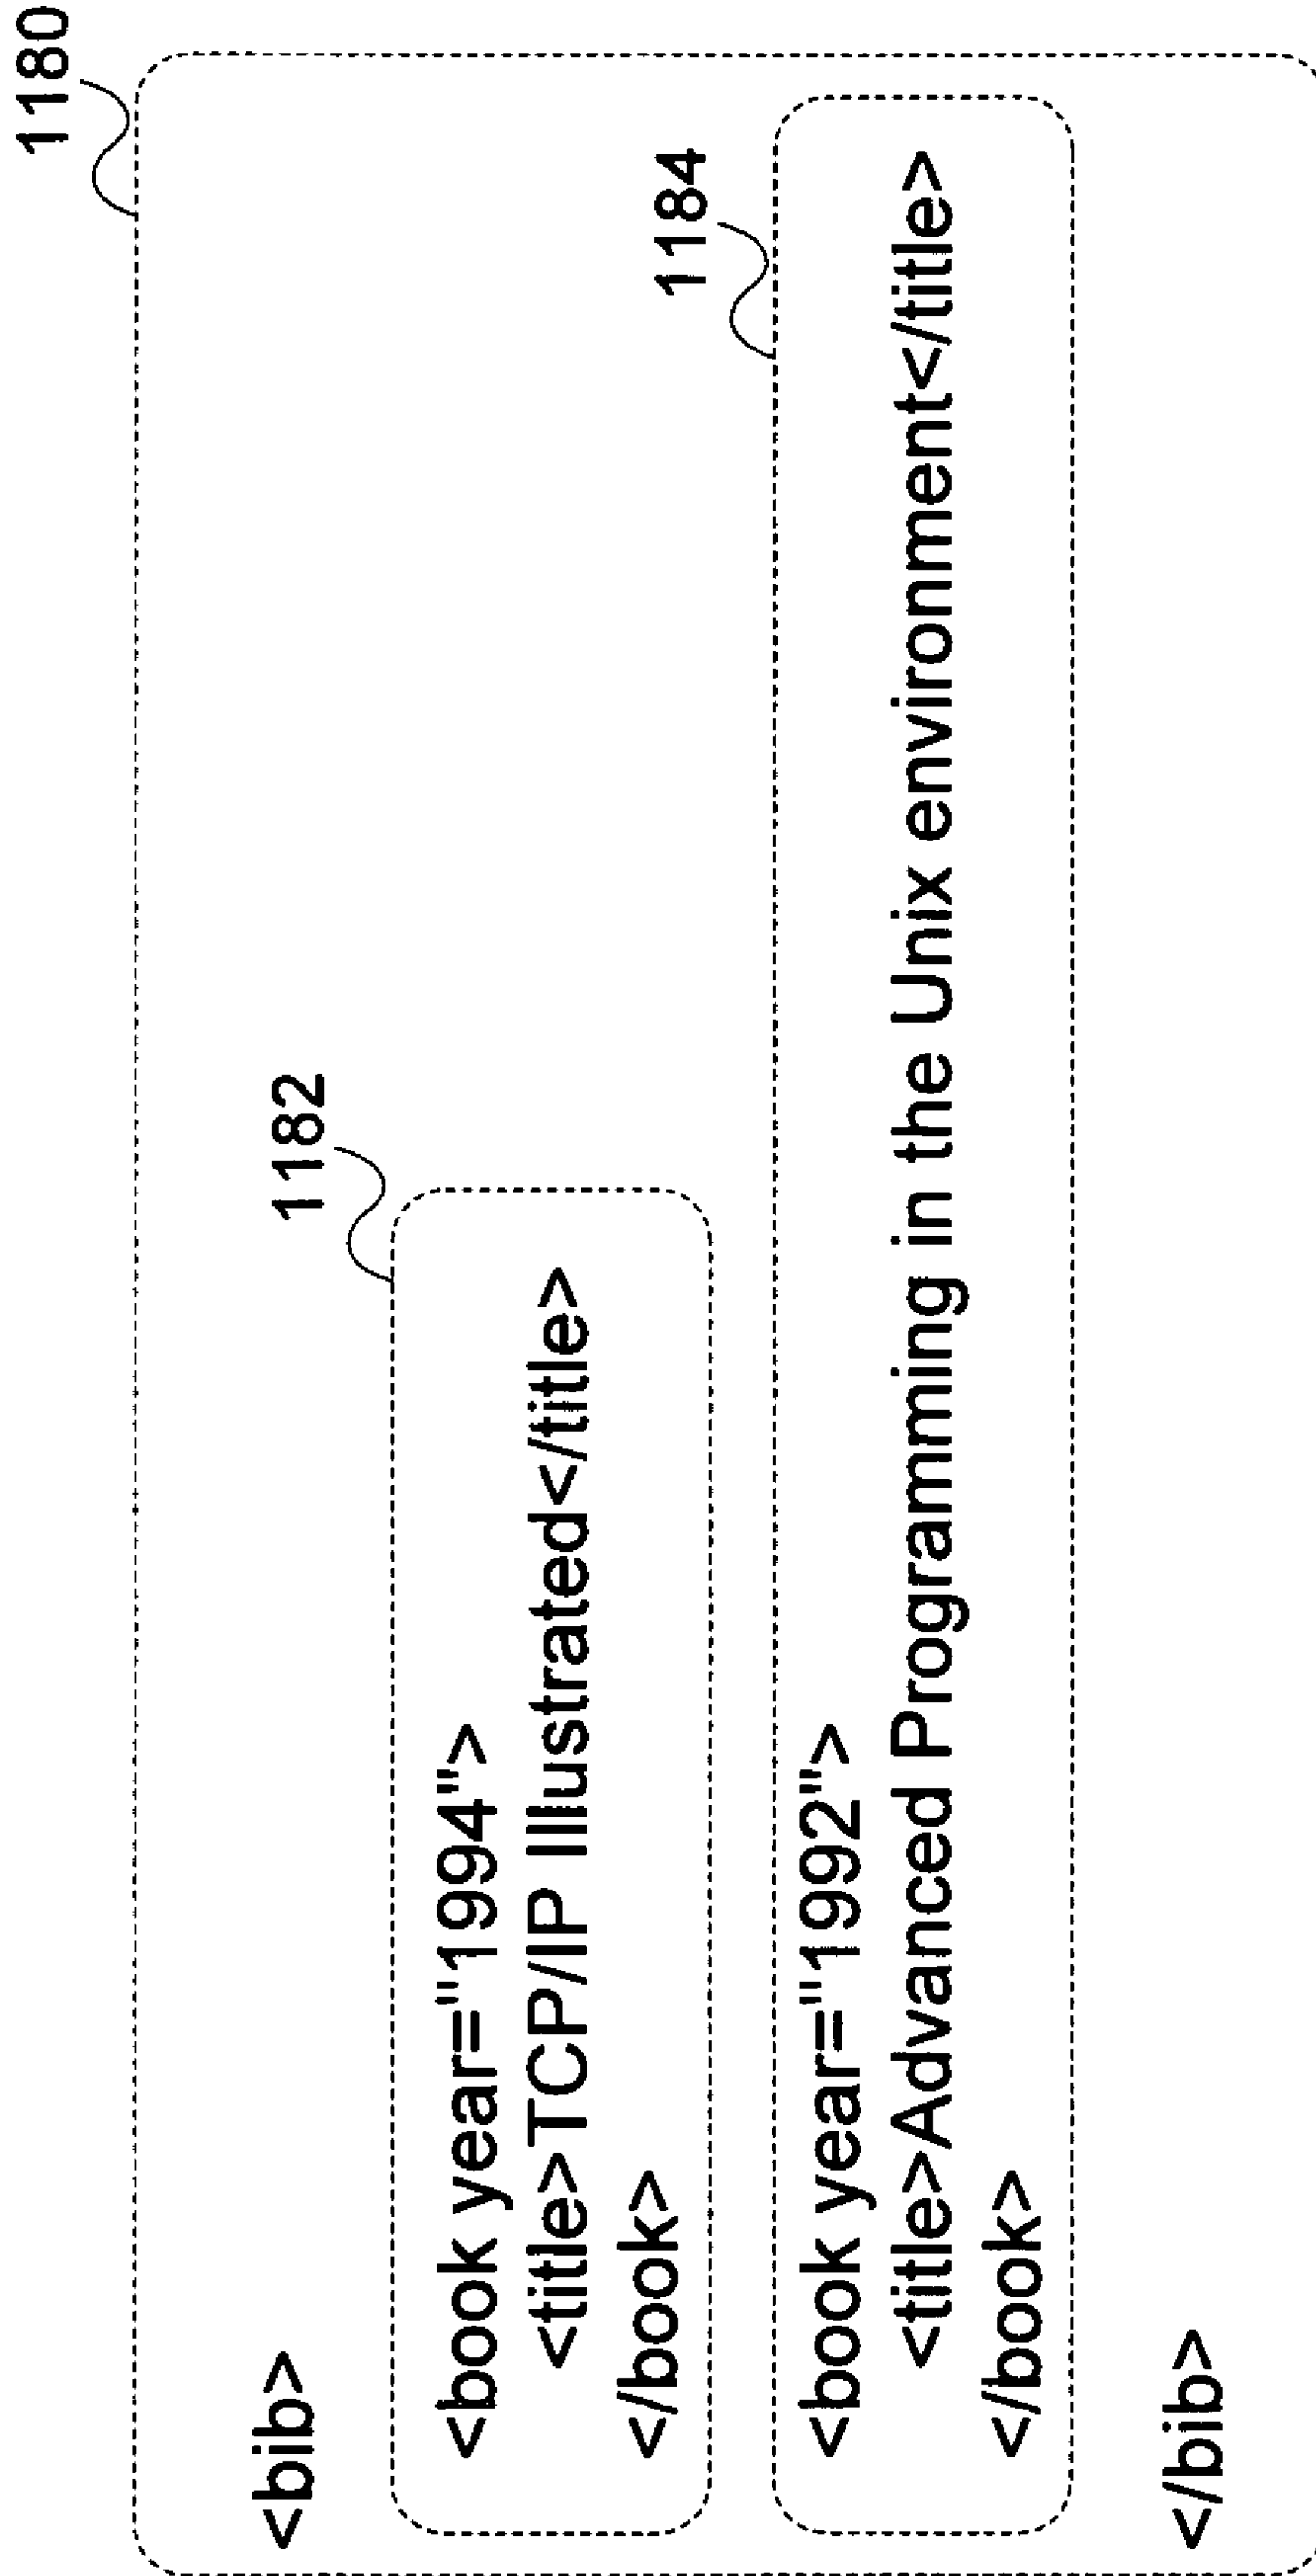 1180
<bib>
1182
<book year="1994">
<title>TCP/IP Illustrated</title>
</book>
1184
<book year="1992">
<title>Advanced Programming in the Unix environment</title>
</book>
</bib>